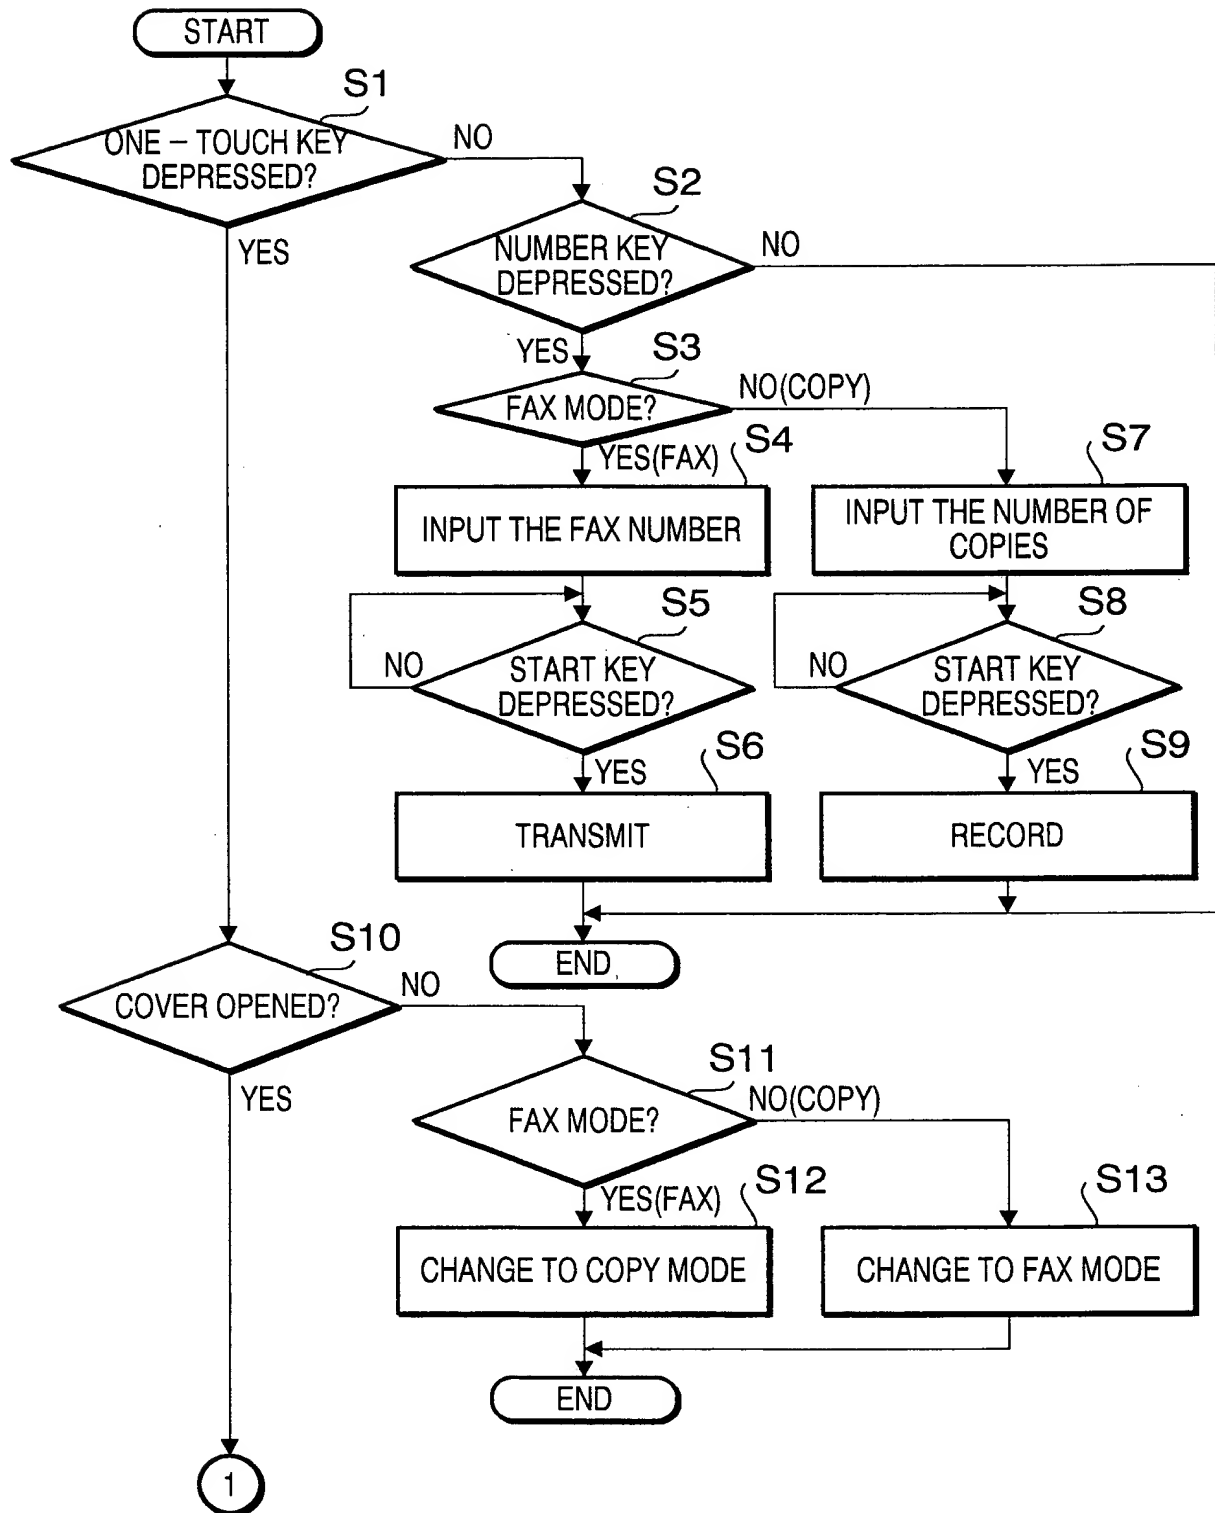 START
S1
ONE – TOUCH KEY
DEPRESSED?
NO
YES
S2
NUMBER KEY
DEPRESSED?
NO
YES
S3
FAX MODE?
NO(COPY)
YES(FAX)
S4
INPUT THE FAX NUMBER
S7
INPUT THE NUMBER OF
COPIES
S5
START KEY
DEPRESSED?
NO
YES
S8
START KEY
DEPRESSED?
NO
YES
S6
TRANSMIT
S9
RECORD
END
S10
COVER OPENED?
NO
YES
S11
FAX MODE?
NO(COPY)
YES(FAX)
S12
CHANGE TO COPY MODE
S13
CHANGE TO FAX MODE
END
1